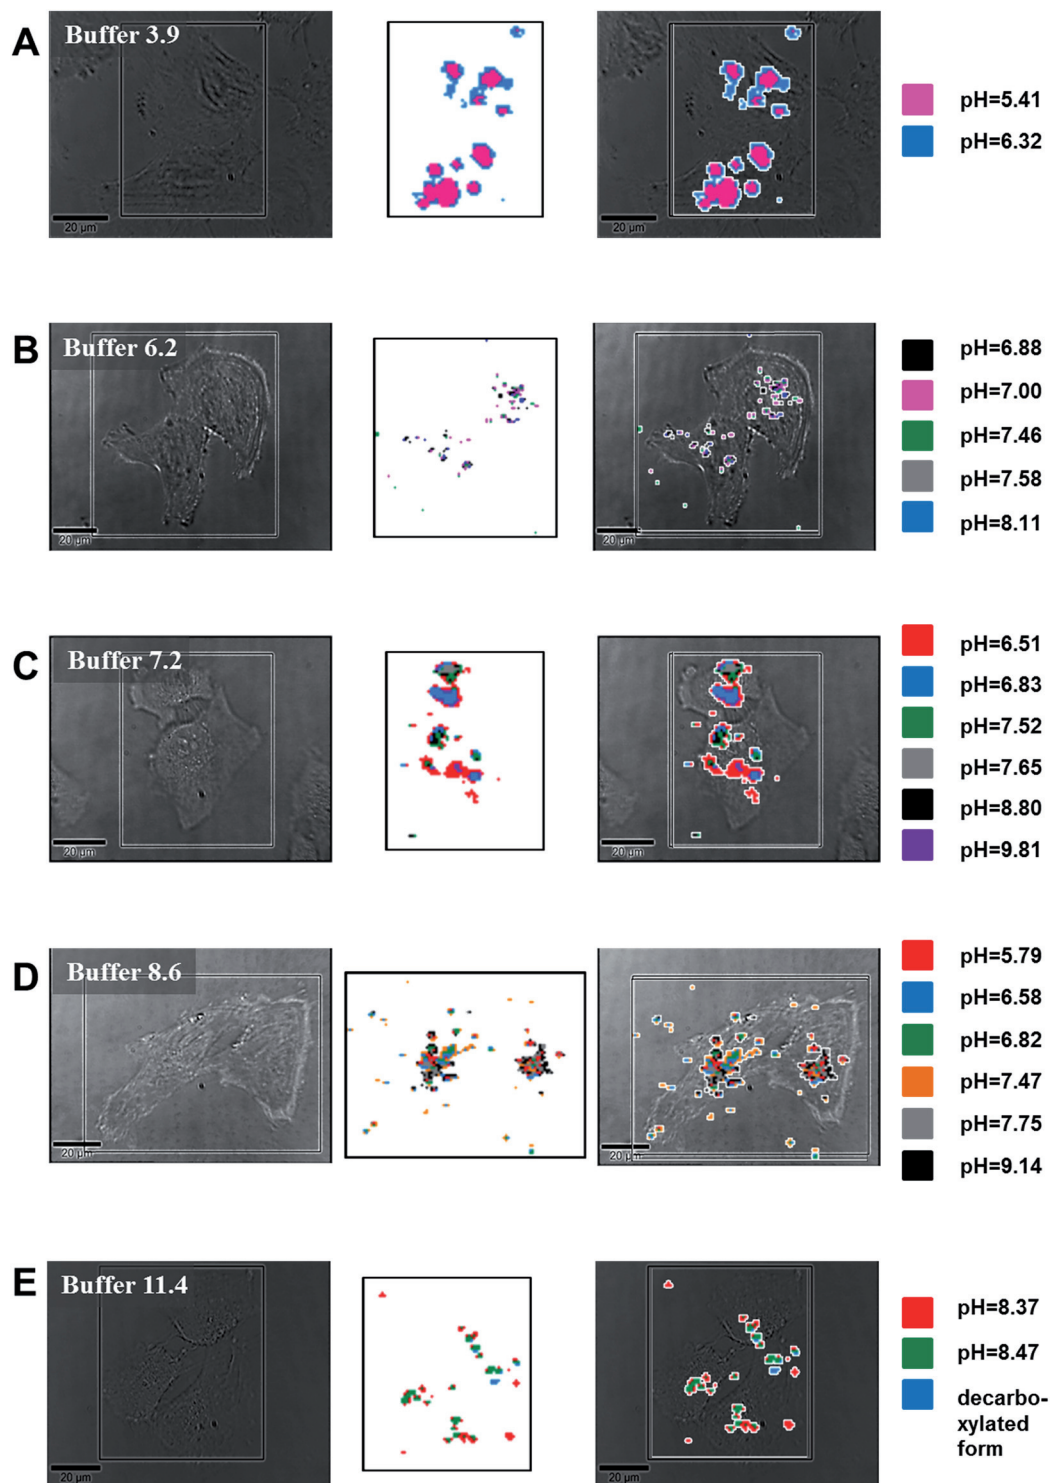 A
Buffer 3.9
20 µm
20 µm
pH=5.41
pH=6.32
B
Buffer 6.2
20 µm
20 µm
pH=6.88
pH=7.00
pH=7.46
pH=7.58
pH=8.11
C
Buffer 7.2
20 µm
20 µm
pH=6.51
pH=6.83
pH=7.52
pH=7.65
pH=8.80
pH=9.81
D
Buffer 8.6
20 µm
20 µm
pH=5.79
pH=6.58
pH=6.82
pH=7.47
pH=7.75
pH=9.14
E
Buffer 11.4
20 µm
20 µm
pH=8.37
pH=8.47
decarbo-
xylated
form